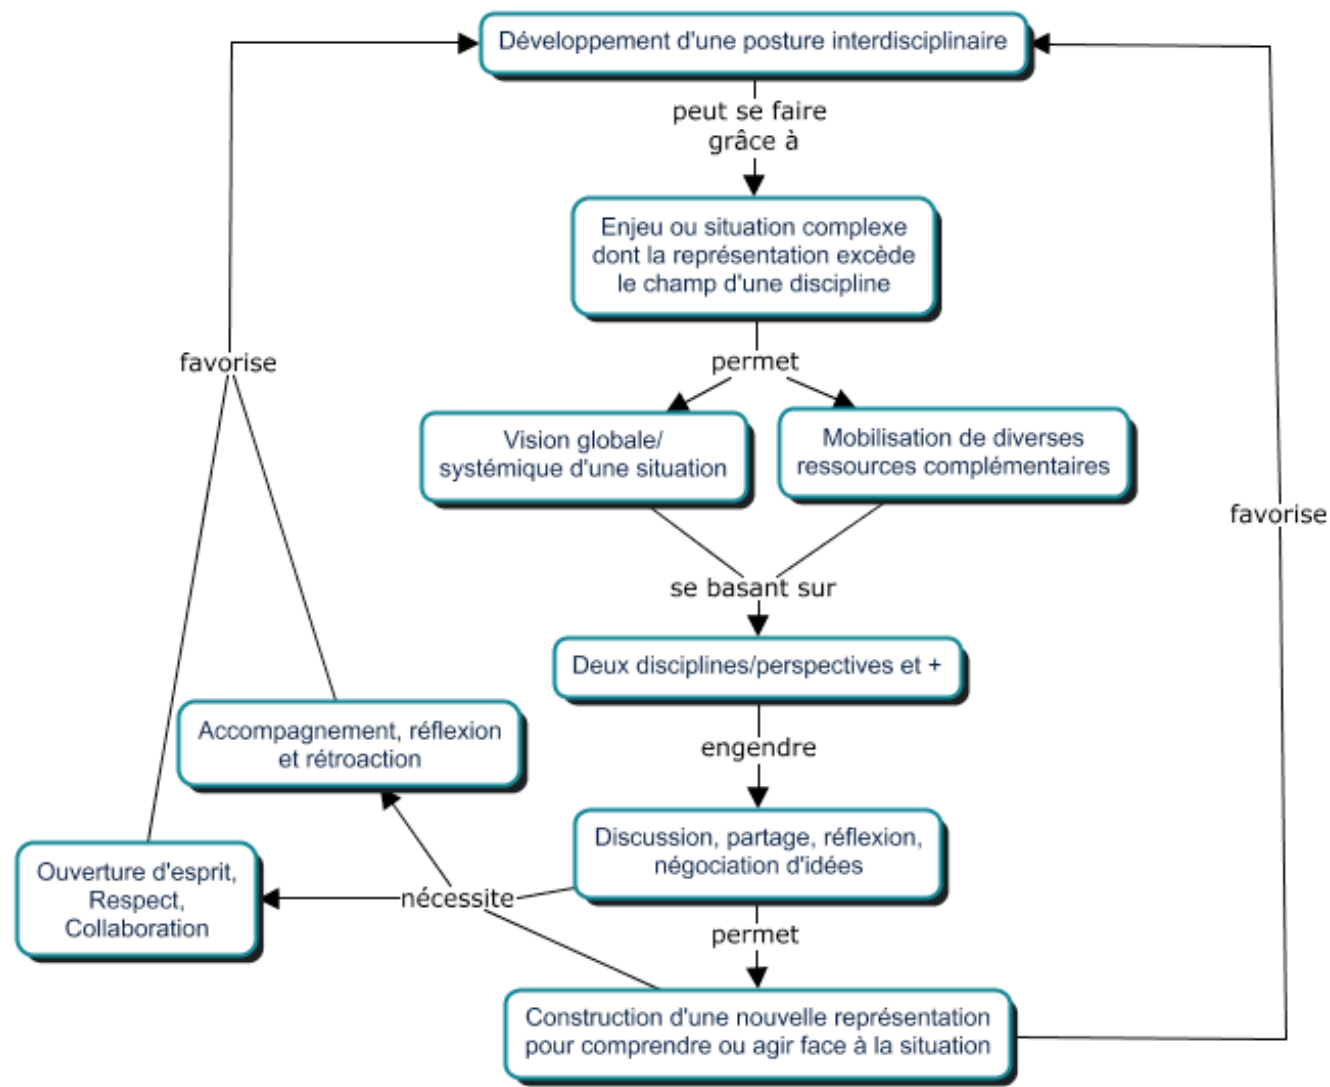 Développement d'une posture interdisciplinaire
peut se faire
grâce à
Enjeu ou situation complexe
dont la représentation excède
le champ d'une discipline
favorise
permet
Vision globale/
systémique d'une situation
Mobilisation de diverses
ressources complémentaires
favorise
se basant sur
Deux disciplines/perspectives et +
Accompagnement, réflexion
et rétroaction
engendre
Discussion, partage, réflexion,
négociation d'idées
Ouverture d'esprit,
Respect,
Collaboration
nécessite
permet
Construction d'une nouvelle représentation
pour comprendre ou agir face à la situation